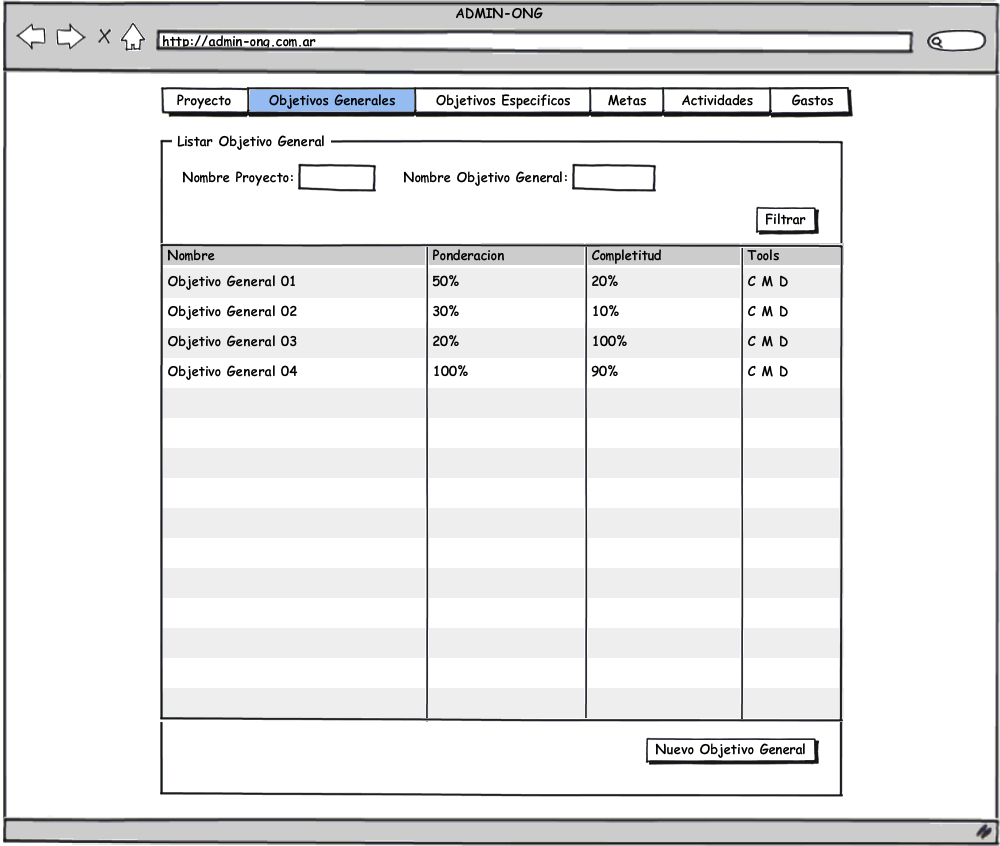 ADMIN-ONG
http://admin-ong.com.ar
Proyecto Objetivos Generales Objetivos Especificos Metas Actividades Gastos
Listar Objetivo General
Nombre Proyecto: Nombre Objetivo General:
Filtrar
Nombre Ponderacion Completitud Tools
Objetivo General 01 50% 20% C M D
Objetivo General 02 30% 10% C M D
Objetivo General 03 20% 100% C M D
Objetivo General 04 100% 90% C M D
Nuevo Objetivo General